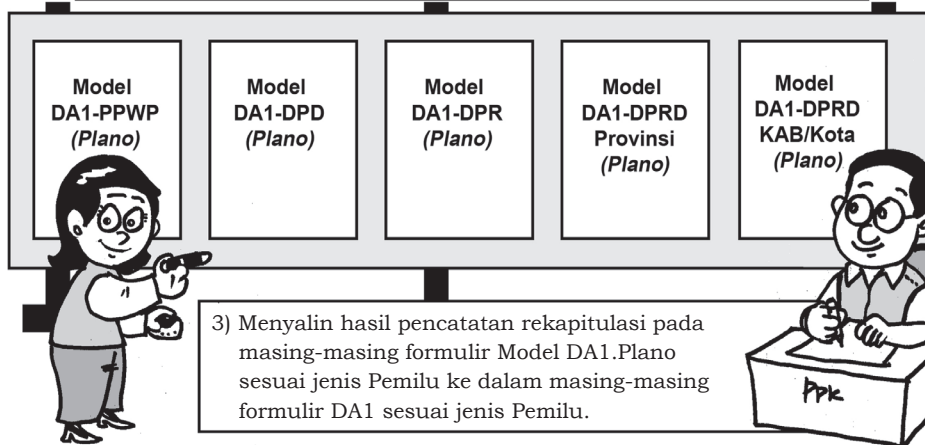 Model
DA1-PPWP
(Plano)
Model
DA1-DPD
(Plano)
Model
DA1-DPR
(Plano)
Model
DA1-DPRD
Provinsi
(Plano)
Model
DA1-DPRD
KAB/Kota
(Plano)
3) Menyalin hasil pencatatan rekapitulasi pada
masing-masing formulir Model DA1.Plano
sesuai jenis Pemilu ke dalam masing-masing
formulir DA1 sesuai jenis Pemilu.
PPK